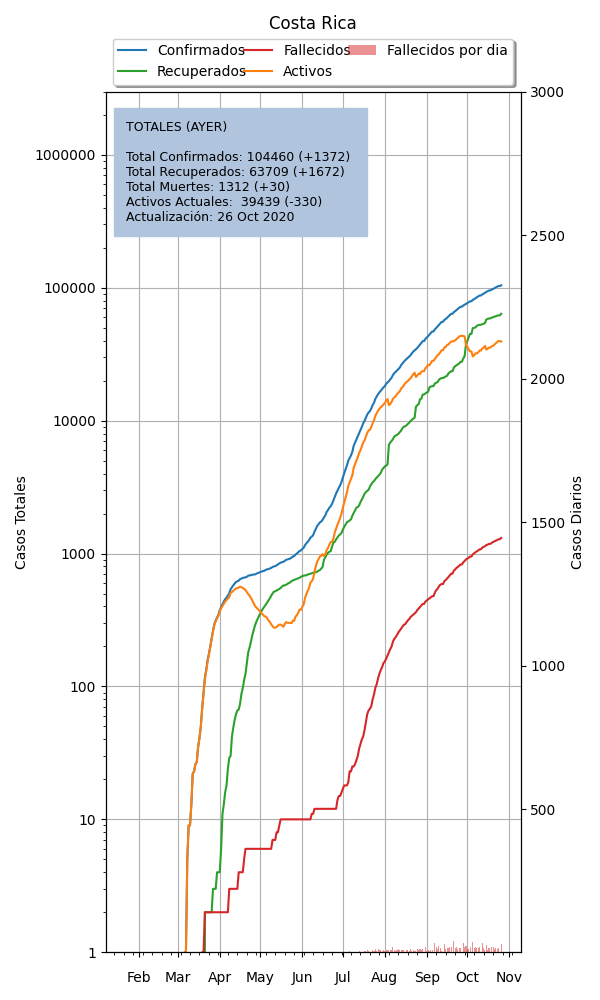 Costa Rica
Confirmados
Recuperados
Fallecidos
Activos
Fallecidos por dia
TOTALES (AYER)
Total Confirmados: 104460 (+1372)
Total Recuperados: 63709 (+1672)
Total Muertes: 1312 (+30)
Activos Actuales:  39439 (-330)
Actualización: 26 Oct 2020
Casos Totales
1000000
100000
10000
1000
100
10
1
3000
2500
2000
1500
1000
500
Casos Diarios
Feb Mar Apr May Jun Jul Aug Sep Oct Nov